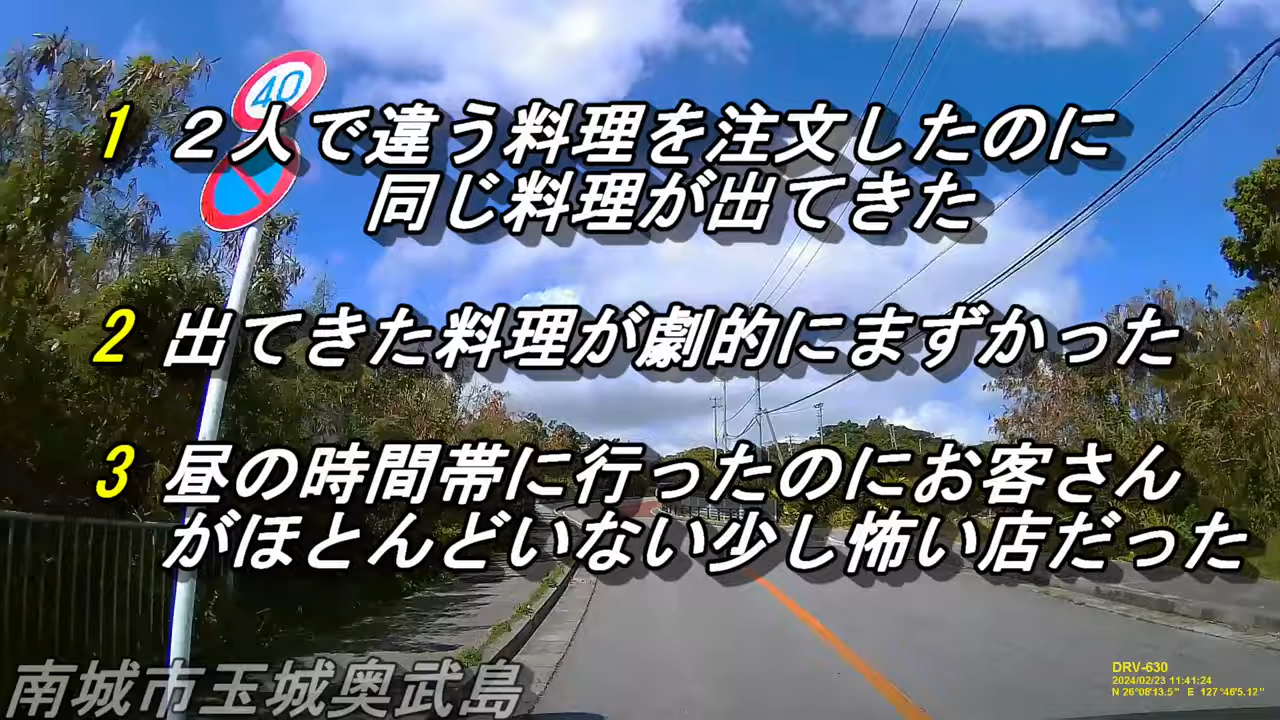 40
1 ２人で違う料理を注文したのに
同じ料理が出てきた
2 出てきた料理が劇的にまずかった
3 昼の時間帯に行ったのにお客さん
がほとんどいない少し怖い店だった
南城市玉城奥武島
DRV-630
2024/02/23 11:41:24
N 26°08'13.5" E 127°46'5.12"